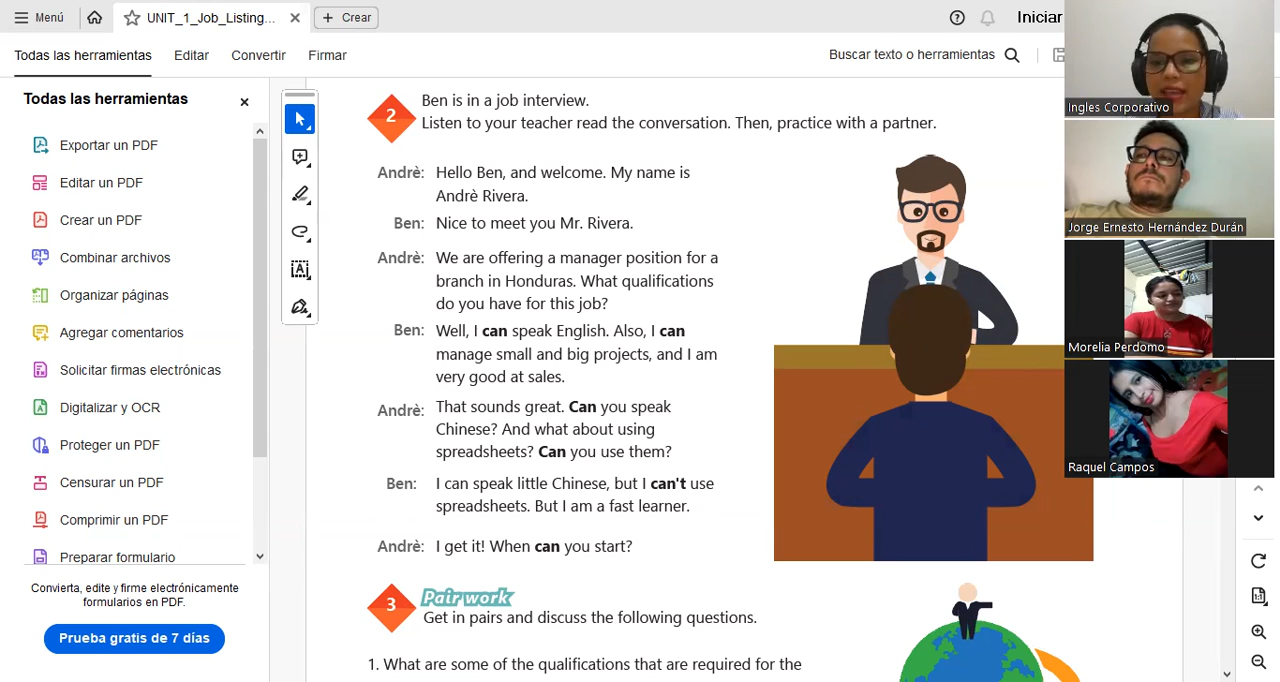 Menú
UNIT_1_Job_Listing...
Crear
Iniciar
Todas las herramientas
Editar
Convertir
Firmar
Buscar texto o herramientas
Todas las herramientas
Exportar un PDF
Editar un PDF
Crear un PDF
Combinar archivos
Organizar páginas
Agregar comentarios
Solicitar firmas electrónicas
Digitalizar y OCR
Proteger un PDF
Censurar un PDF
Comprimir un PDF
Preparar formulario
Convierta, edite y firme electrónicamente
formularios en PDF.
Prueba gratis de 7 días
2
Ben is in a job interview.
Listen to your teacher read the conversation. Then, practice with a partner.
Andrè: Hello Ben, and welcome. My name is
Andrè Rivera.
Ben: Nice to meet you Mr. Rivera.
Andrè: We are offering a manager position for a
branch in Honduras. What qualifications
do you have for this job?
Ben: Well, I can speak English. Also, I can
manage small and big projects, and I am
very good at sales.
Andrè: That sounds great. Can you speak
Chinese? And what about using
spreadsheets? Can you use them?
Ben: I can speak little Chinese, but I can't use
spreadsheets. But I am a fast learner.
Andrè: I get it! When can you start?
3
Pair work
Get in pairs and discuss the following questions.
1. What are some of the qualifications that are required for the
Ingles Corporativo
Jorge Ernesto Hernández Durán
Morelia Perdomo
Raquel Campos